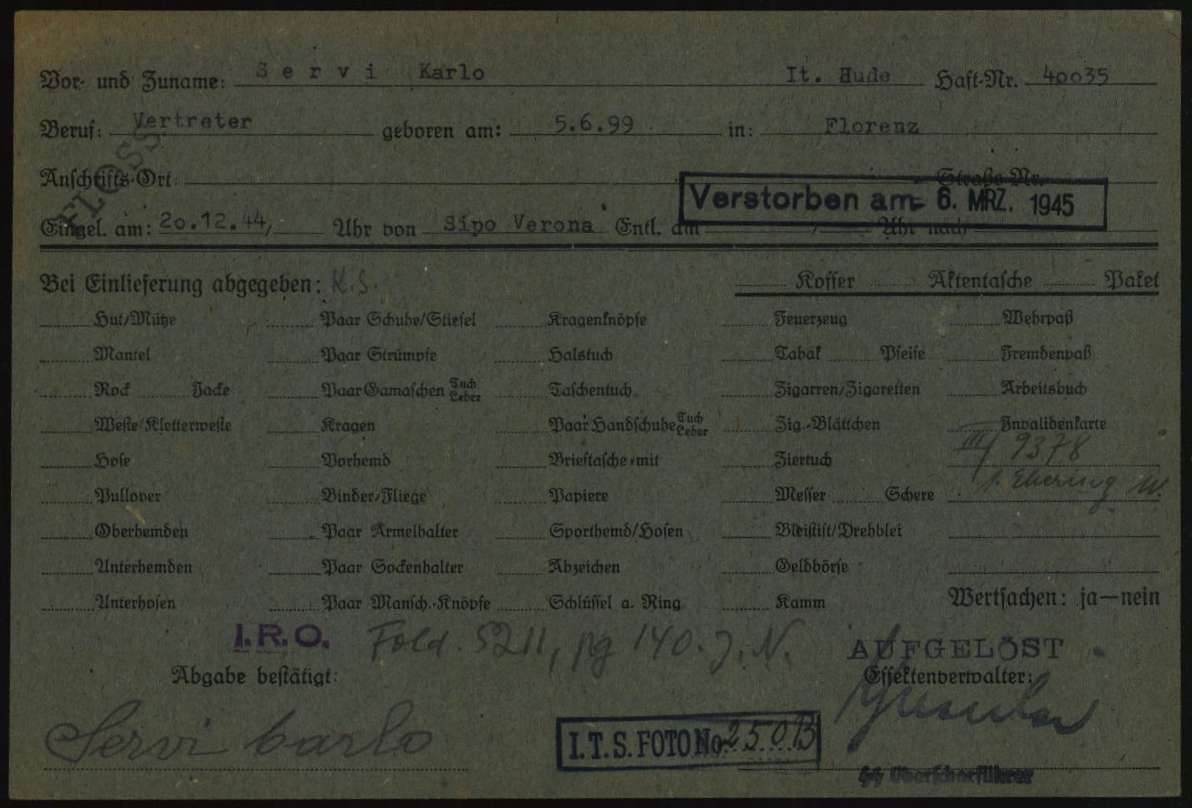 Vor- und Zuname: Servi Karlo It. Jude Haft-Nr. 40035
Beruf: Vertreter geboren am: 5.6.99 in: Florenz
Anschrifts-Ort: Straße Nr.
FLOSS
Verstorben am 6. MRZ. 1945
Eingel. am: 20.12.44, Uhr von Sipo Verona Entl. am Uhr nach
Bei Einlieferung abgegeben: K.S. Koffer Aktentasche Paket
Hut/Mütze Paar Schuhe/Stiefel Kragenknöpfe Feuerzeug Wehrpaß
Mantel Paar Strümpfe Halstuch Tabak Pfeife Fremdenpaß
Rock Jacke Paar Gamaschen Tuch Leder Taschentuch Zigarren/Zigaretten Arbeitsbuch
Weste/Kletterweste Kragen Paar Handschuhe Tuch Leder Zig.-Blättchen Invalidenkarte
Hose Vorhemd Brieftasche mit Ziertuch III/9378
Pullover Binder/Fliege Papiere Messer Schere
Oberhemden Paar Ärmelhalter Sporthemd/Hosen Bleistift/Drehblei
Unterhemden Paar Sockenhalter Abzeichen Geldbörse
Unterhosen Paar Mansch.-Knöpfe Schlüssel a. Ring Kamm Wertsachen: ja—nein
I.R.O. Fold. 5211, pg 140. J.N. AUFGELÖST
Abgabe bestätigt: Effektenverwalter:
Servi Carlo
I.T.S. FOTO No 25013
SS Oberscharführer